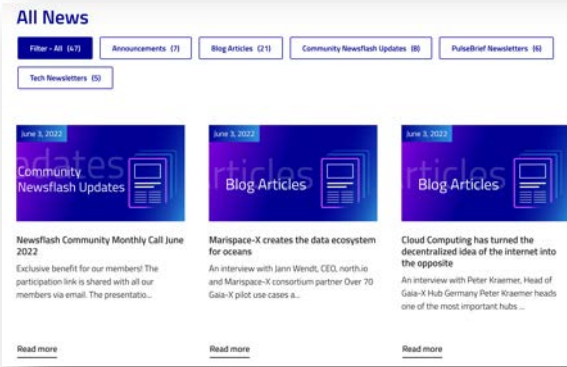 All News
Filter - All (47)
Announcements (7)
Blog Articles (21)
Community Newsflash Updates (8)
PulseBrief Newsletters (6)
Tech Newsletters (5)
June 3, 2022
Community
Newsflash Updates
Newsflash Community Monthly Call June
2022
Exclusive benefit for our members! The
participation link is shared with all our
members via email. The presentatio...
Read more
June 3, 2022
Blog Articles
Marispace-X creates the data ecosystem
for oceans
An interview with Jann Wendt, CEO, north.io
and Marispace-X consortium partner Over 70
Gaia-X pilot use cases a...
Read more
June 3, 2022
Blog Articles
Cloud Computing has turned the
decentralized idea of the internet into
the opposite
An interview with Peter Kraemer, Head of
Gaia-X Hub Germany Peter Kraemer heads
one of the most important hubs ...
Read more